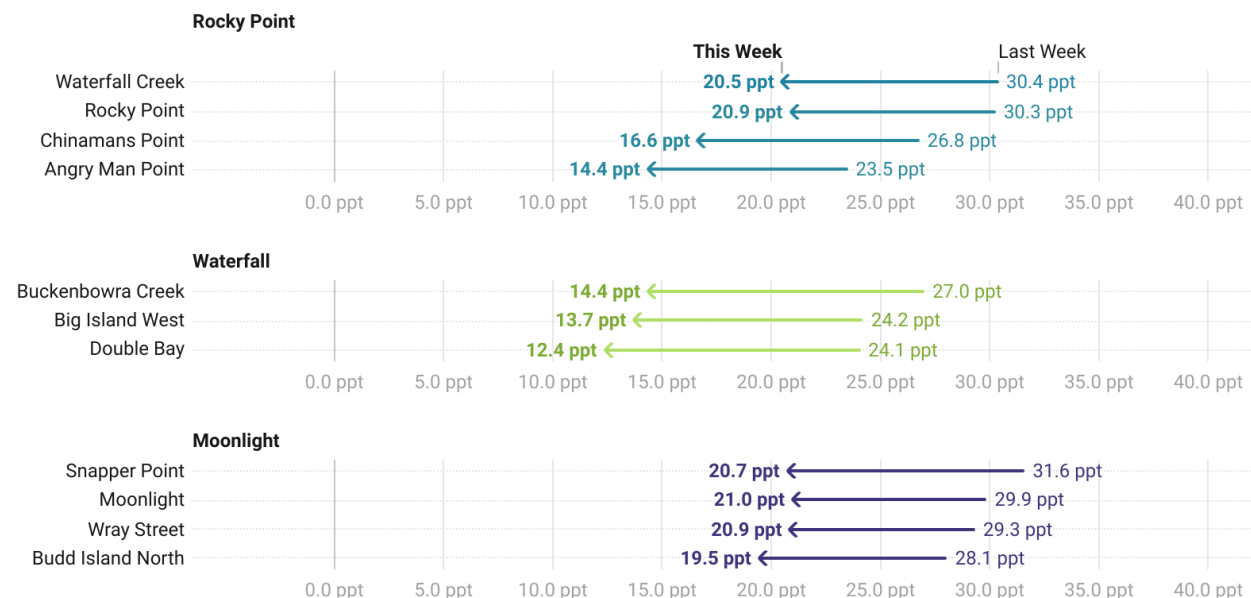 Rocky Point
This Week Last Week
Waterfall Creek 20.5 ppt 30.4 ppt
Rocky Point 20.9 ppt 30.3 ppt
Chinamans Point 16.6 ppt 26.8 ppt
Angry Man Point 14.4 ppt 23.5 ppt
0.0 ppt 5.0 ppt 10.0 ppt 15.0 ppt 20.0 ppt 25.0 ppt 30.0 ppt 35.0 ppt 40.0 ppt
Waterfall
Buckenbowra Creek 14.4 ppt 27.0 ppt
Big Island West 13.7 ppt 24.2 ppt
Double Bay 12.4 ppt 24.1 ppt
0.0 ppt 5.0 ppt 10.0 ppt 15.0 ppt 20.0 ppt 25.0 ppt 30.0 ppt 35.0 ppt 40.0 ppt
Moonlight
Snapper Point 20.7 ppt 31.6 ppt
Moonlight 21.0 ppt 29.9 ppt
Wray Street 20.9 ppt 29.3 ppt
Budd Island North 19.5 ppt 28.1 ppt
0.0 ppt 5.0 ppt 10.0 ppt 15.0 ppt 20.0 ppt 25.0 ppt 30.0 ppt 35.0 ppt 40.0 ppt